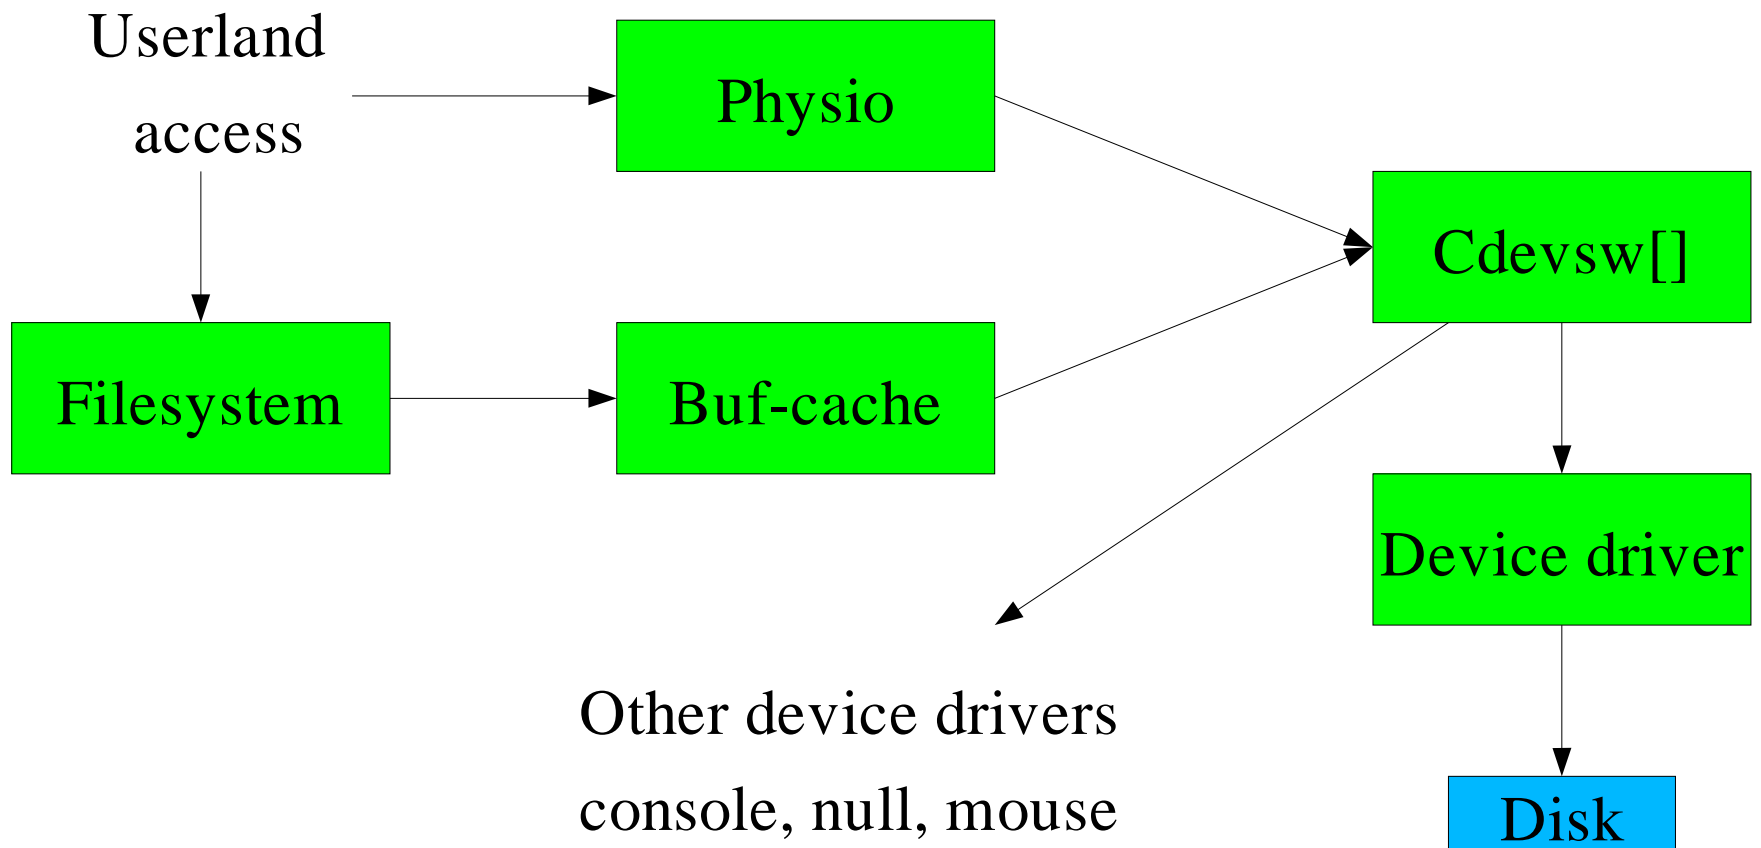 Userland
access
Physio
Cdevsw[]
Filesystem
Buf-cache
Device driver
Other device drivers
console, null, mouse
Disk